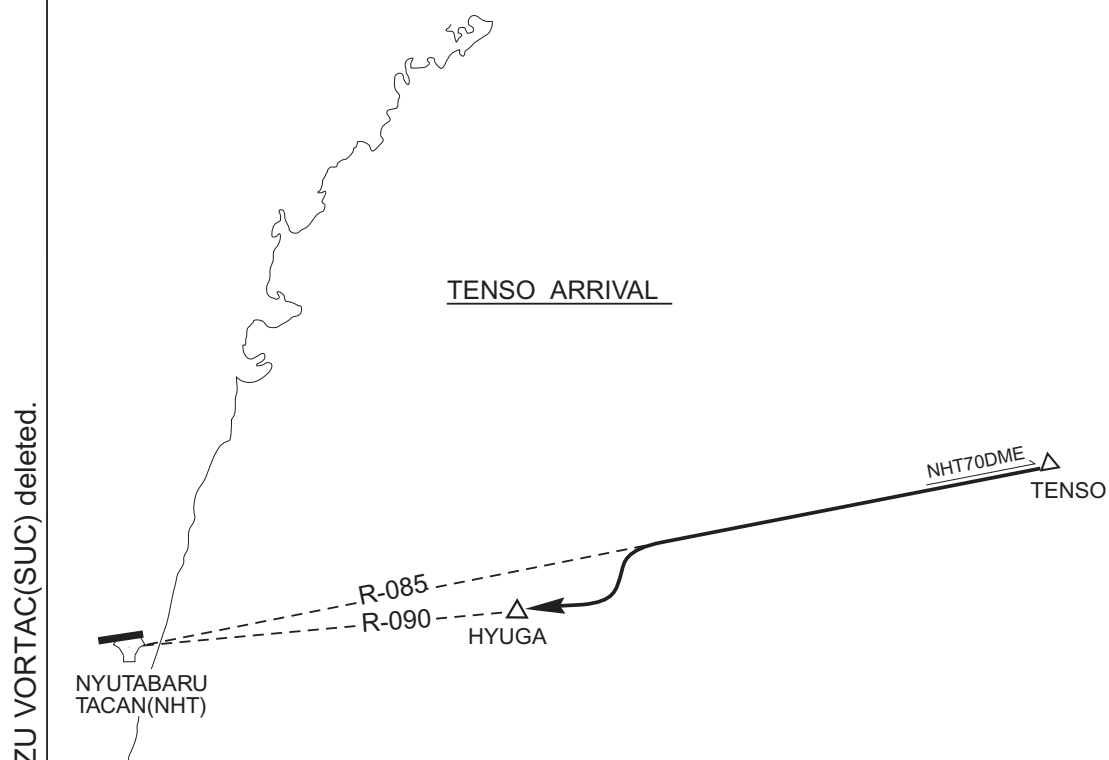 TENSO ARRIVAL
NHT70DME
TENSO
R-085
R-090
HYUGA
NYUTABARU
TACAN(NHT)
ZU VORTAC(SUC) deleted.